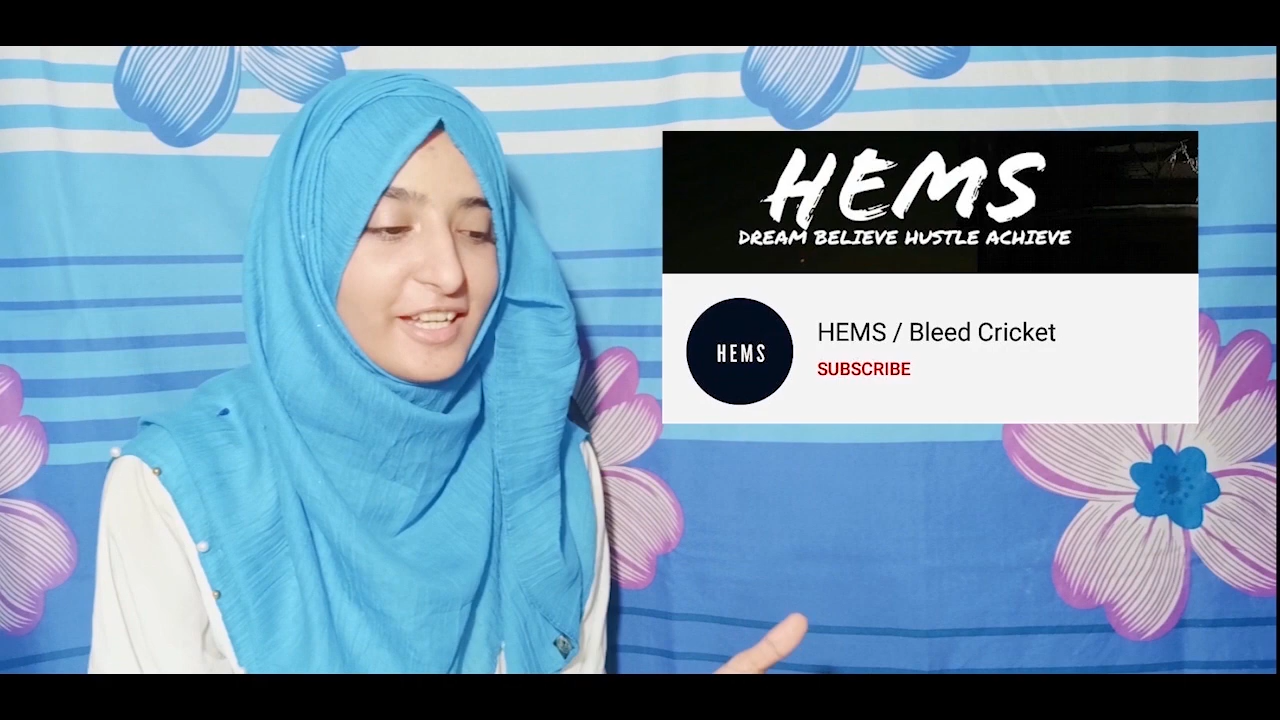 HEMS
DREAM BELIEVE HUSTLE ACHIEVE
HEMS
HEMS / Bleed Cricket
SUBSCRIBE